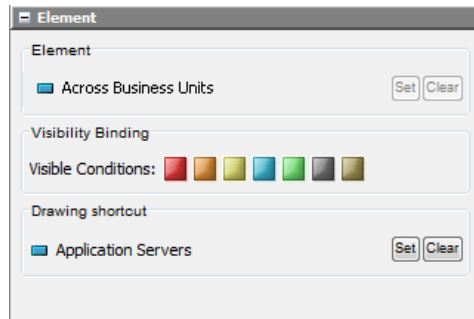 Element
Element
Across Business Units Set Clear
Visibility Binding
Visible Conditions:
Drawing shortcut
Application Servers Set Clear